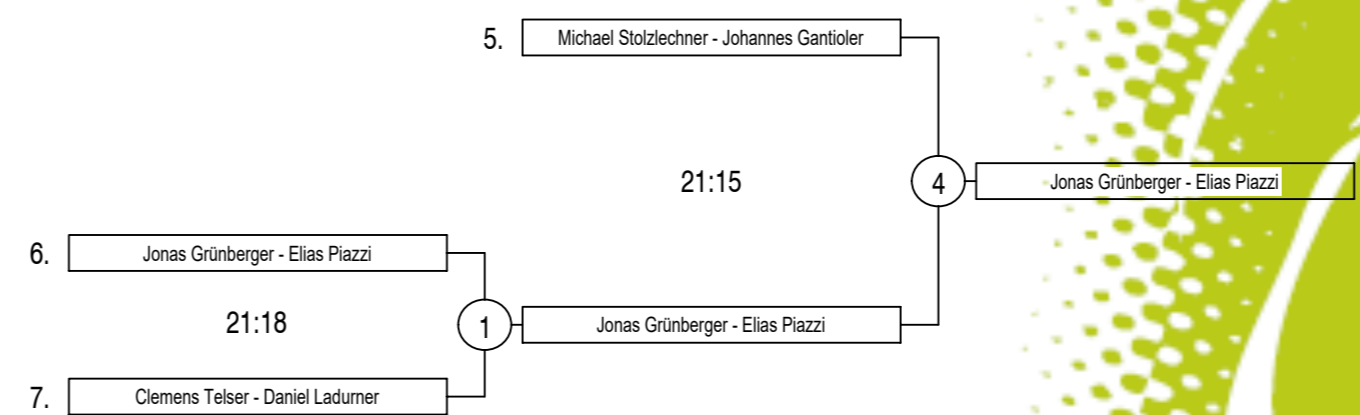 5. Michael Stolzlechner - Johannes Gantioler
21:15
4 Jonas Grünberger - Elias Piazzi
6. Jonas Grünberger - Elias Piazzi
21:18
1 Jonas Grünberger - Elias Piazzi
7. Clemens Telser - Daniel Ladurner